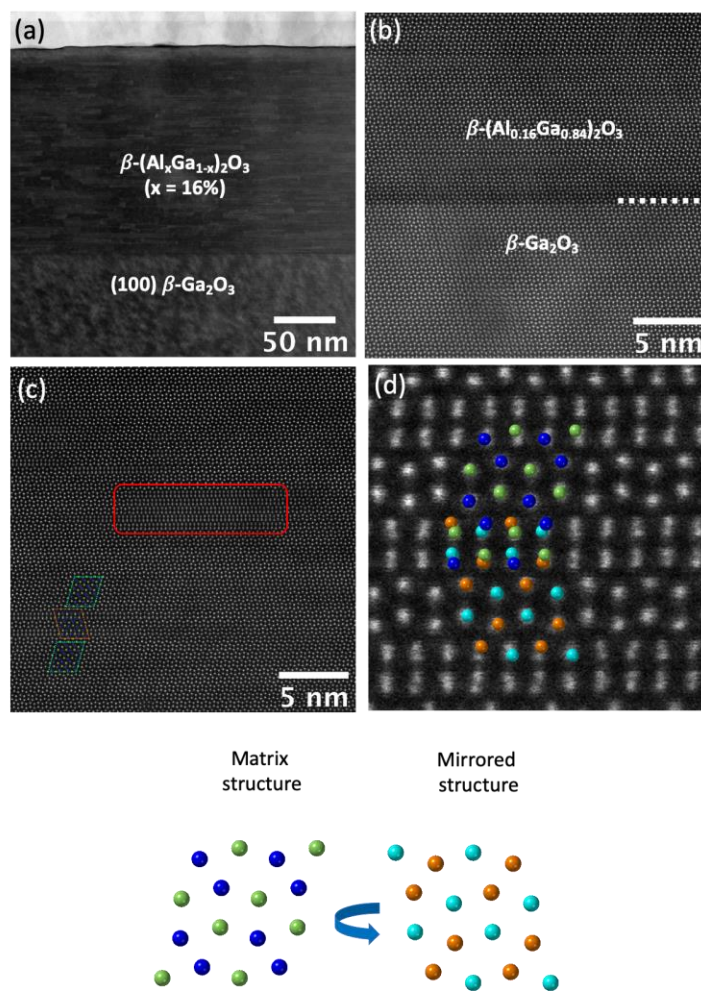 (a)
β-(AlₓGa₁₋ₓ)₂O₃
(x = 16%)
(100) β-Ga₂O₃
50 nm
(b)
β-(Al₀.₁₆Ga₀.₈₄)₂O₃
β-Ga₂O₃
5 nm
(c)
5 nm
(d)
Matrix
structure
Mirrored
structure